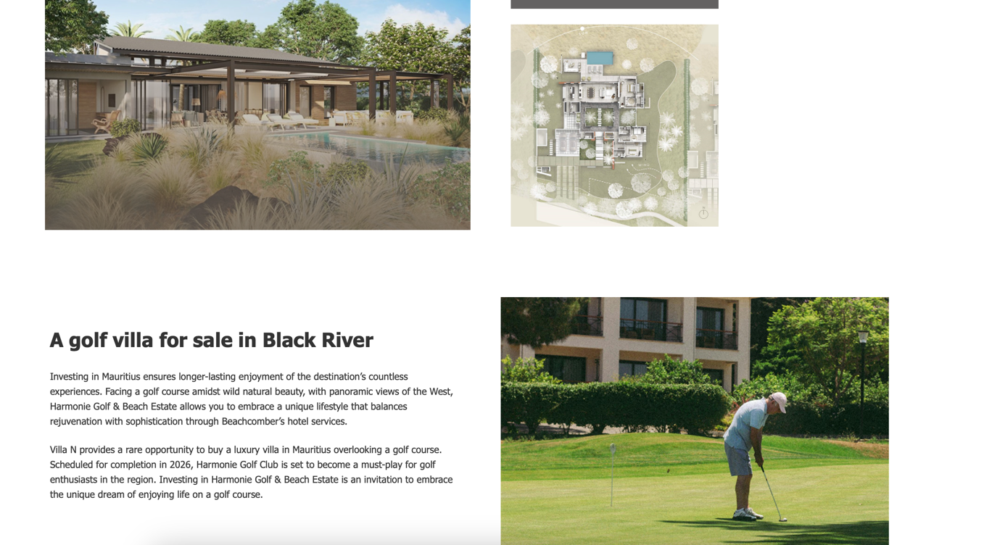 A golf villa for sale in Black River
Investing in Mauritius ensures longer-lasting enjoyment of the destination’s countless
experiences. Facing a golf course amidst wild natural beauty, with panoramic views of the West,
Harmonie Golf & Beach Estate allows you to embrace a unique lifestyle that balances
rejuvenation with sophistication through Beachcomber’s hotel services.
Villa N provides a rare opportunity to buy a luxury villa in Mauritius overlooking a golf course.
Scheduled for completion in 2026, Harmonie Golf Club is set to become a must-play for golf
enthusiasts in the region. Investing in Harmonie Golf & Beach Estate is an invitation to embrace
the unique dream of enjoying life on a golf course.